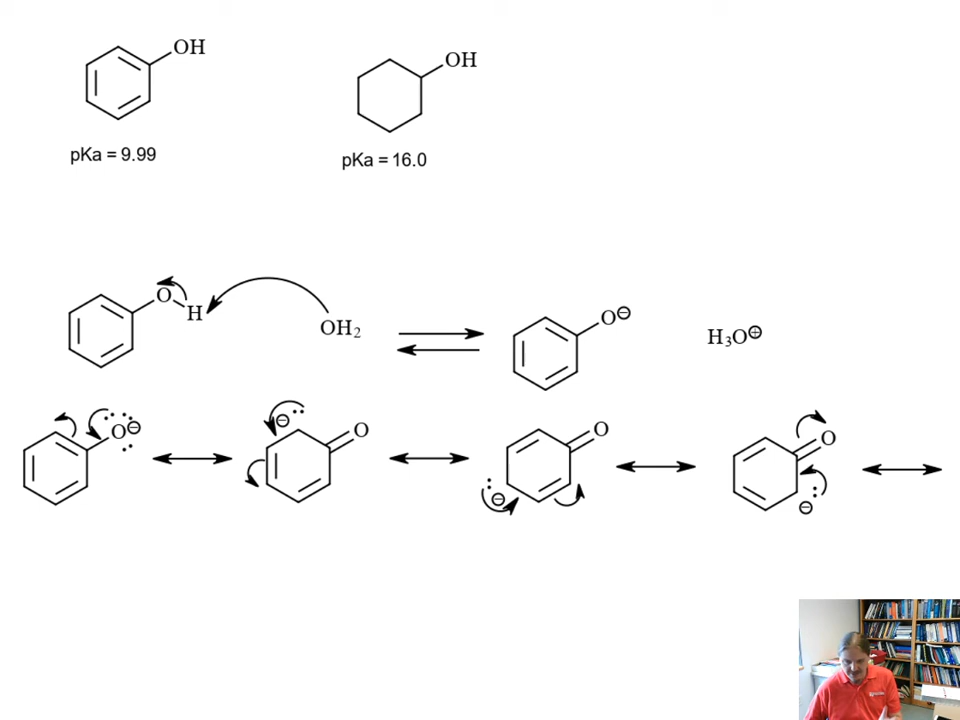 OH
OH
pKa = 9.99
pKa = 16.0
O
H
OH₂
O⊖
H₃O⊕
O⊖
⊖
O
O
⊖
O
⊖